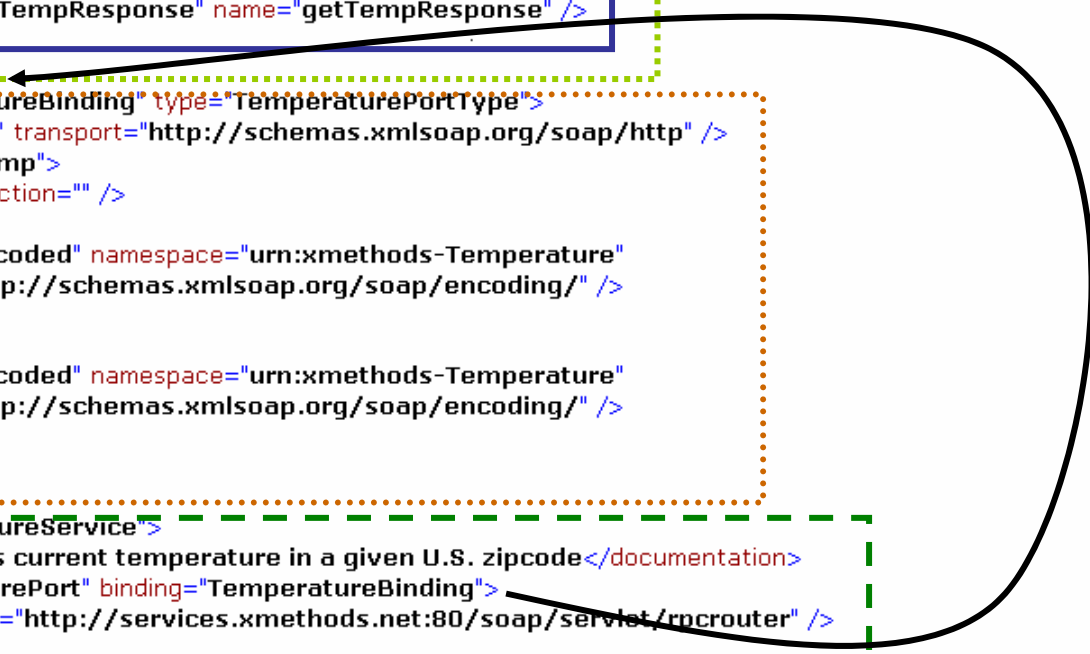 TempResponse" name="getTempResponse" />
ureBinding" type="TemperaturePortType">
" transport="http://schemas.xmlsoap.org/soap/http" />
mp">
ction="" />
coded" namespace="urn:xmethods-Temperature"
p://schemas.xmlsoap.org/soap/encoding/" />
coded" namespace="urn:xmethods-Temperature"
p://schemas.xmlsoap.org/soap/encoding/" />
ureService">
s current temperature in a given U.S. zipcode</documentation>
rePort" binding="TemperatureBinding">
="http://services.xmethods.net:80/soap/servlet/rpcrouter" />